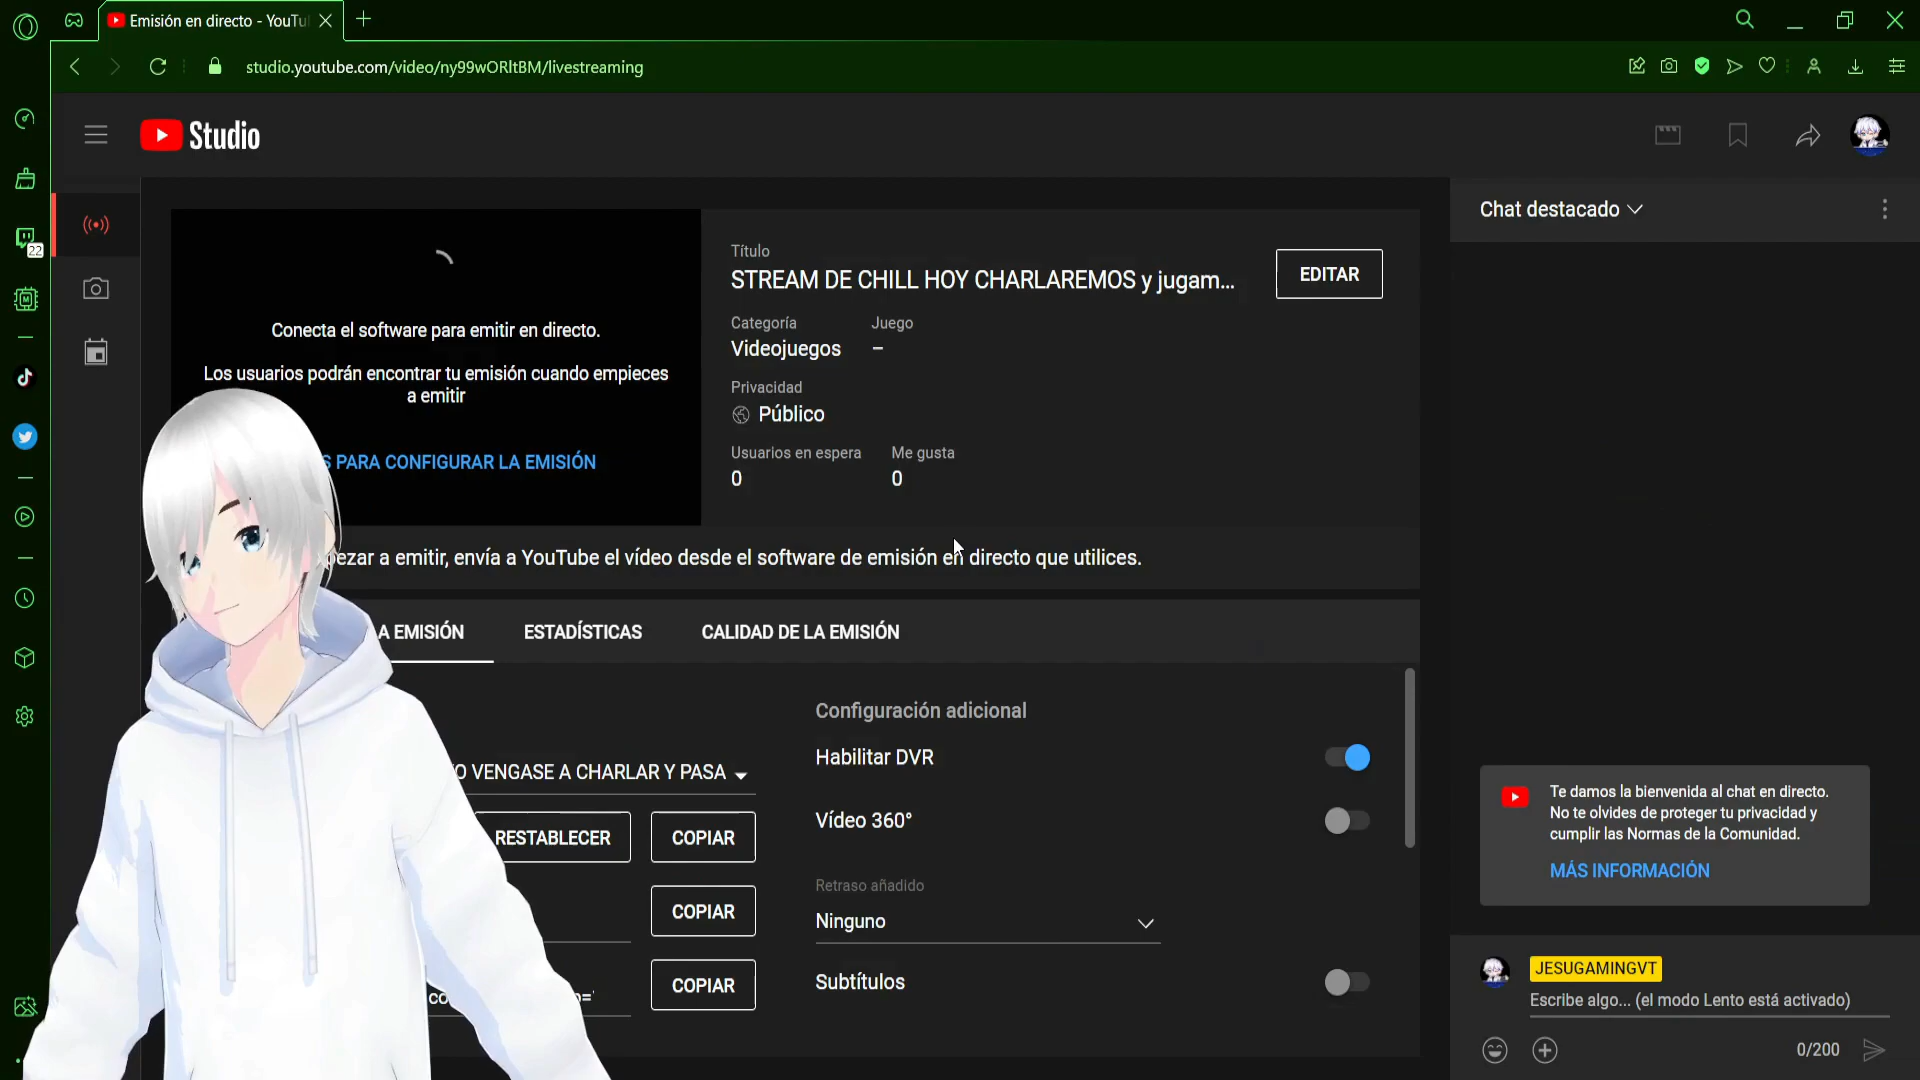 Emisión en directo - YouTu
studio.youtube.com/video/ny99wORltBM/livestreaming
22
Studio
Conecta el software para emitir en directo.
Los usuarios podrán encontrar tu emisión cuando empieces
a emitir
PARA CONFIGURAR LA EMISIÓN
Título
STREAM DE CHILL HOY CHARLAREMOS y jugam...
EDITAR
Categoría Juego
Videojuegos –
Privacidad
Público
Usuarios en espera Me gusta
0 0
a emitir, envía a YouTube el vídeo desde el software de emisión en directo que utilices.
EMISIÓN ESTADÍSTICAS CALIDAD DE LA EMISIÓN
VENGASE A CHARLAR Y PASA
RESTABLECER COPIAR
COPIAR
COPIAR
Configuración adicional
Habilitar DVR
Vídeo 360°
Retraso añadido
Ninguno
Subtítulos
Chat destacado
Te damos la bienvenida al chat en directo.
No te olvides de proteger tu privacidad y
cumplir las Normas de la Comunidad.
MÁS INFORMACIÓN
JESUGAMINGVT
Escribe algo... (el modo Lento está activado)
0/200